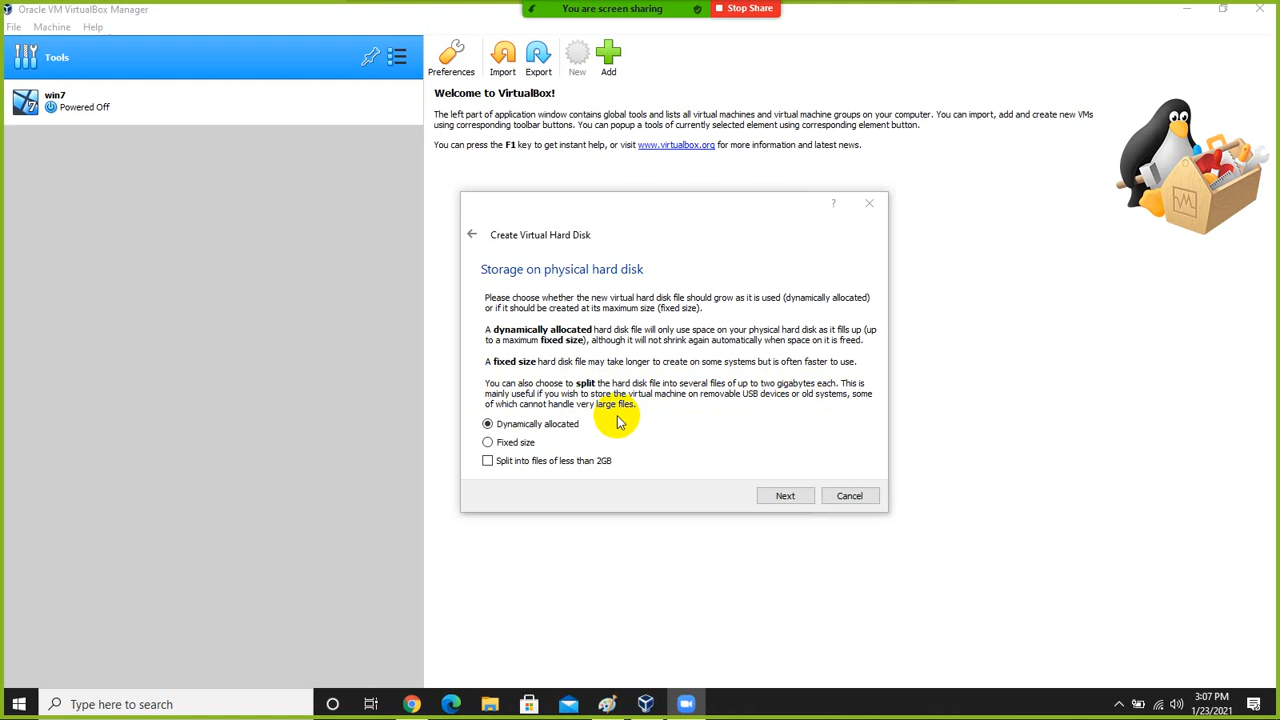 Oracle VM VirtualBox Manager
You are screen sharing
Stop Share
File Machine Help
Tools
Preferences
Import
Export
New
Add
win7
Powered Off
Welcome to VirtualBox!
The left part of application window contains global tools and lists all virtual machines and virtual machine groups on your computer. You can import, add and create new VMs
using corresponding toolbar buttons. You can popup a tools of currently selected element using corresponding element button.
You can press the F1 key to get instant help, or visit www.virtualbox.org for more information and latest news.
?
Create Virtual Hard Disk
Storage on physical hard disk
Please choose whether the new virtual hard disk file should grow as it is used (dynamically allocated)
or if it should be created at its maximum size (fixed size).
A dynamically allocated hard disk file will only use space on your physical hard disk as it fills up (up
to a maximum fixed size), although it will not shrink again automatically when space on it is freed.
A fixed size hard disk file may take longer to create on some systems but is often faster to use.
You can also choose to split the hard disk file into several files of up to two gigabytes each. This is
mainly useful if you wish to store the virtual machine on removable USB devices or old systems, some
of which cannot handle very large files.
Dynamically allocated
Fixed size
Split into files of less than 2GB
Next
Cancel
Type here to search
3:07 PM
1/23/2021